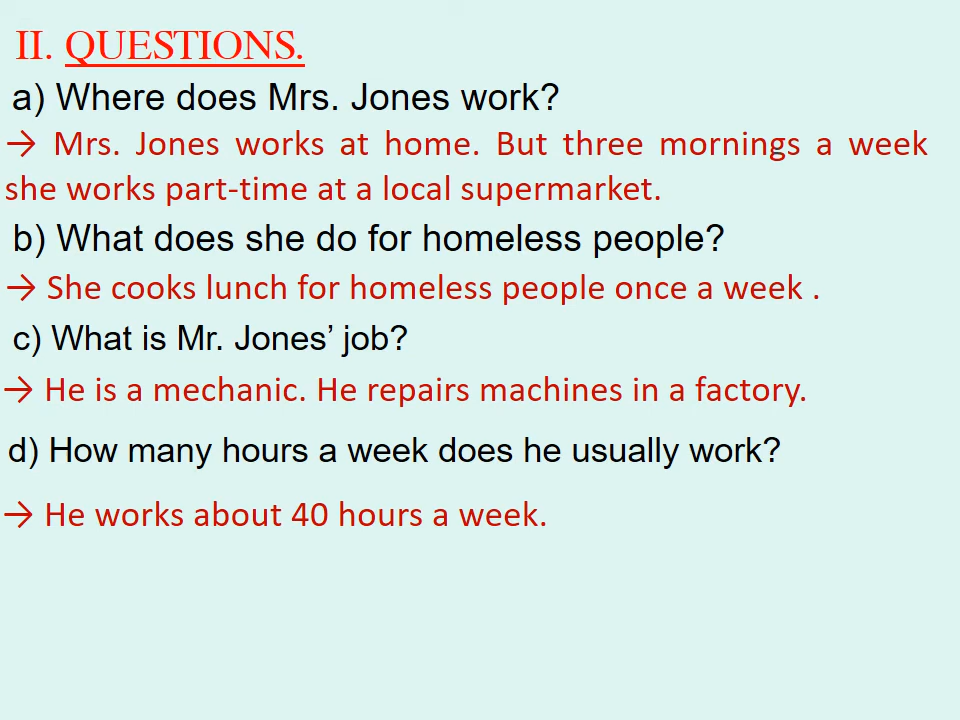 II. QUESTIONS.
a) Where does Mrs. Jones work?
→ Mrs. Jones works at home. But three mornings a week
she works part-time at a local supermarket.
b) What does she do for homeless people?
→ She cooks lunch for homeless people once a week .
c) What is Mr. Jones’ job?
→ He is a mechanic. He repairs machines in a factory.
d) How many hours a week does he usually work?
→ He works about 40 hours a week.